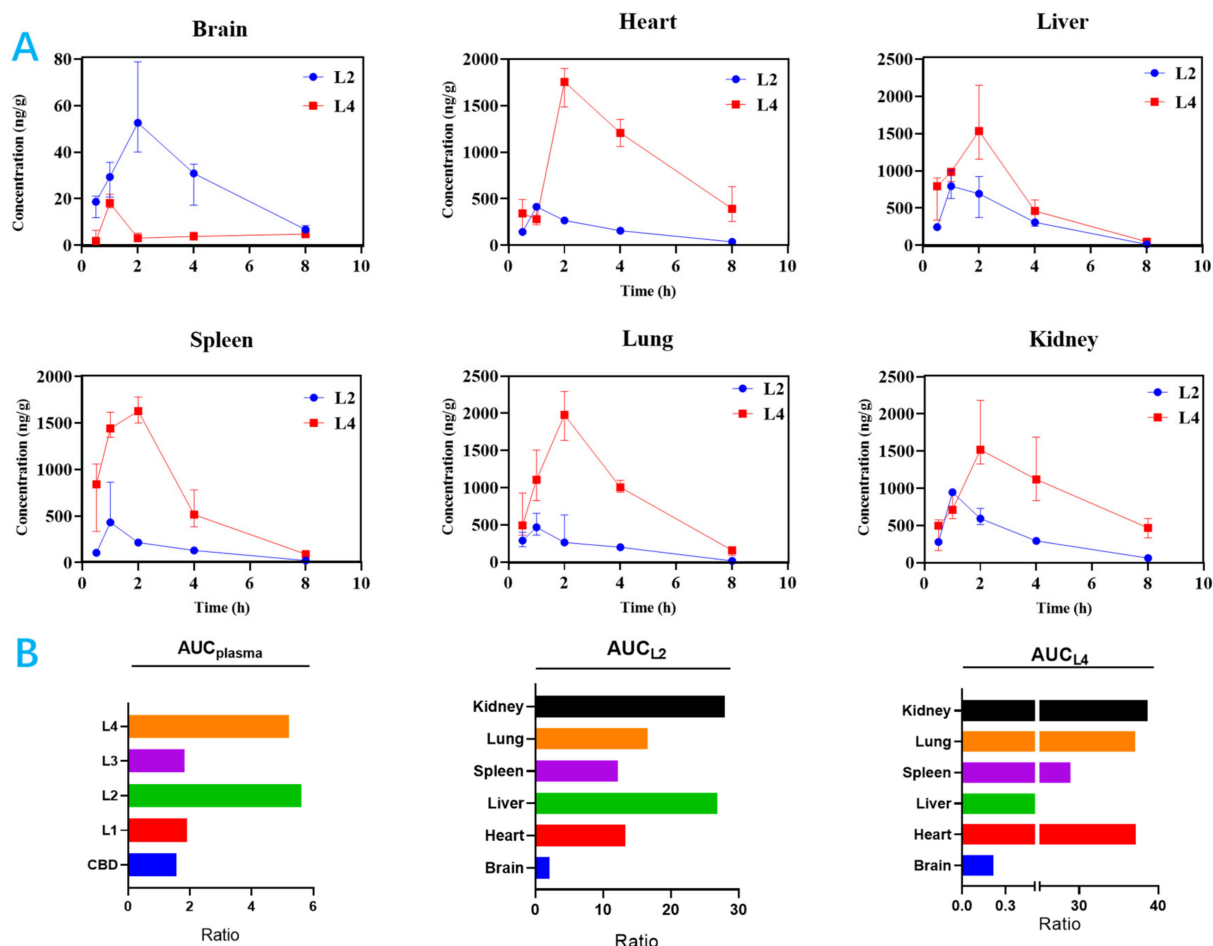 A
Brain
Concentration (ng/g)
80
60
40
20
0
0 2 4 6 8 10
L2
L4
Heart
Concentration (ng/g)
2000
1500
1000
500
0
0 2 4 6 8 10
Time (h)
L2
L4
Liver
Concentration (ng/g)
2500
2000
1500
1000
500
0
0 2 4 6 8 10
L2
L4
Spleen
Concentration (ng/g)
2000
1500
1000
500
0
0 2 4 6 8 10
Time (h)
L2
L4
Lung
Concentration (ng/g)
2500
2000
1500
1000
500
0
0 2 4 6 8 10
Time (h)
L2
L4
Kidney
Concentration (ng/g)
2500
2000
1500
1000
500
0
0 2 4 6 8 10
Time (h)
L2
L4
B
AUCplasma
L4
L3
L2
L1
CBD
0 2 4 6
Ratio
AUCL2
Kidney
Lung
Spleen
Liver
Heart
Brain
0 10 20 30
Ratio
AUCL4
Kidney
Lung
Spleen
Liver
Heart
Brain
0.0 0.3 30 40
Ratio